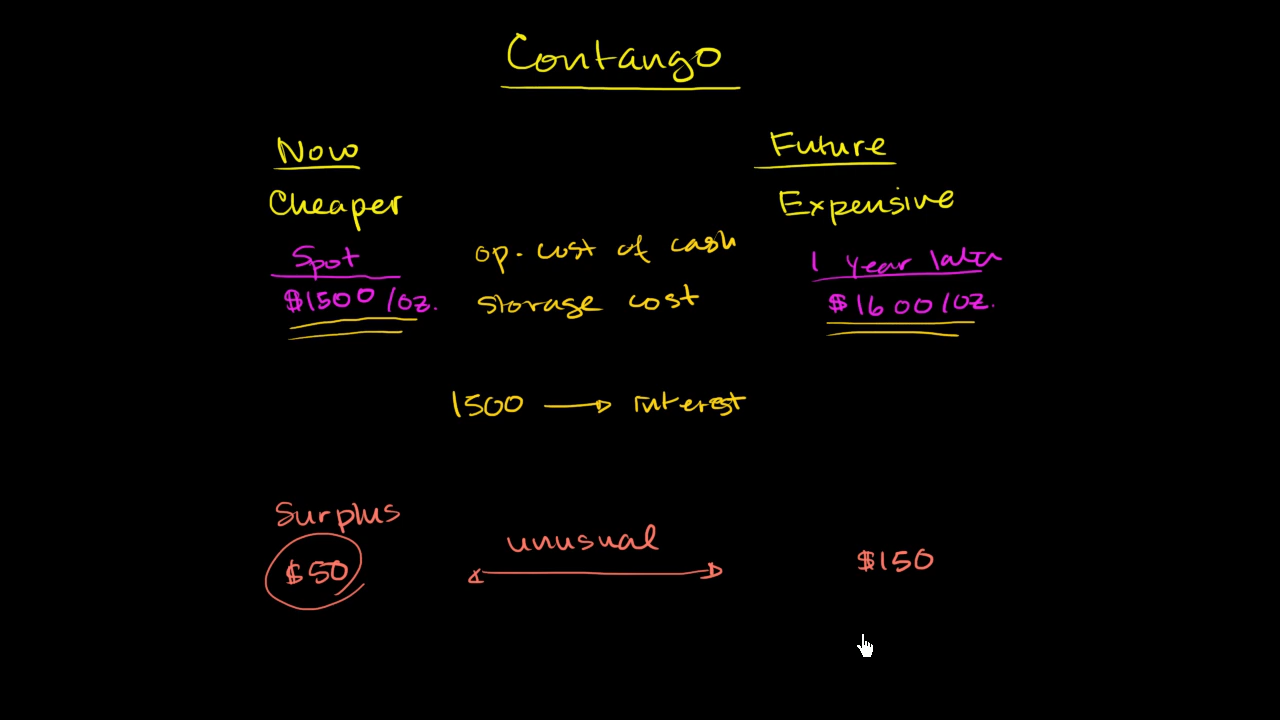 Contango
Now
Future
Cheaper
Expensive
Spot
op. cost of cash
1 year later
$1500/oz.
storage cost
$1600/oz.
1500 → interest
Surplus
unusual
$50
$150